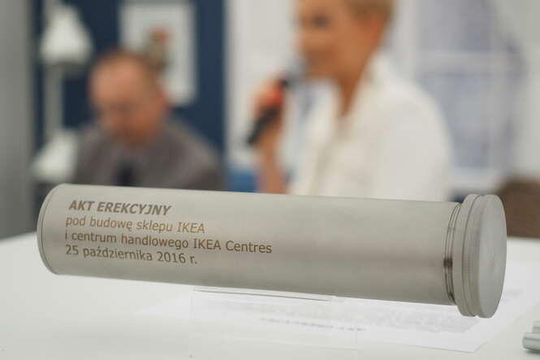 AKT EREKCYJNY
pod budowę sklepu IKEA
i centrum handlowego IKEA Centres
25 października 2016 r.